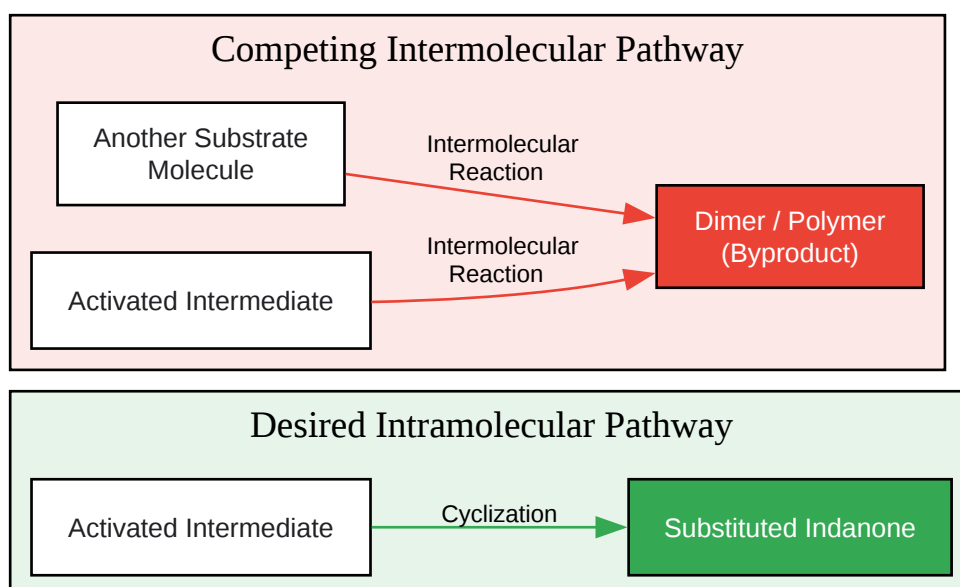 Competing Intermolecular Pathway
Another Substrate
Molecule
Intermolecular
Reaction
Dimer / Polymer
(Byproduct)
Activated Intermediate
Intermolecular
Reaction
Desired Intramolecular Pathway
Activated Intermediate
Cyclization
Substituted Indanone